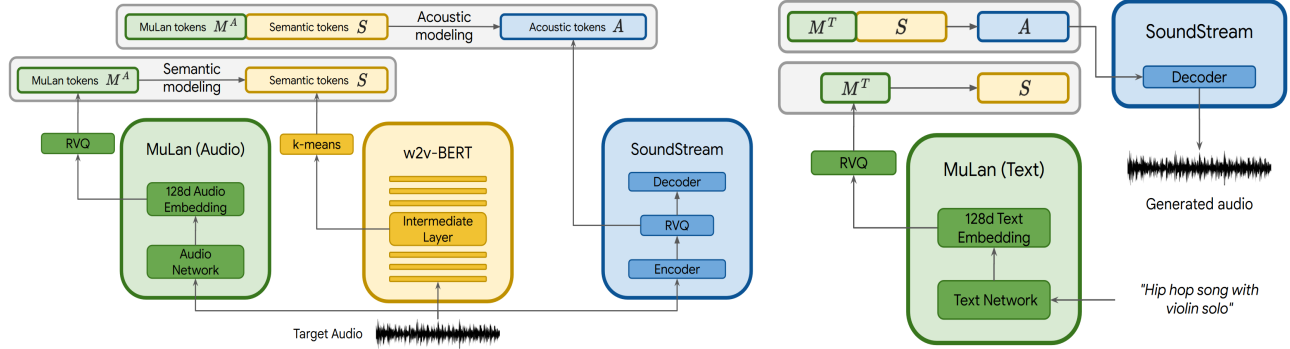 MuLan tokens M^A
Semantic tokens S
Acoustic
modeling
Acoustic tokens A
MuLan tokens M^A
Semantic
modeling
Semantic tokens S
RVQ
MuLan (Audio)
128d Audio
Embedding
Audio
Network
k-means
w2v-BERT
Intermediate
Layer
SoundStream
Decoder
RVQ
Encoder
Target Audio
M^T
S
A
M^T
S
RVQ
MuLan (Text)
128d Text
Embedding
Text Network
"Hip hop song with
violin solo"
SoundStream
Decoder
Generated audio